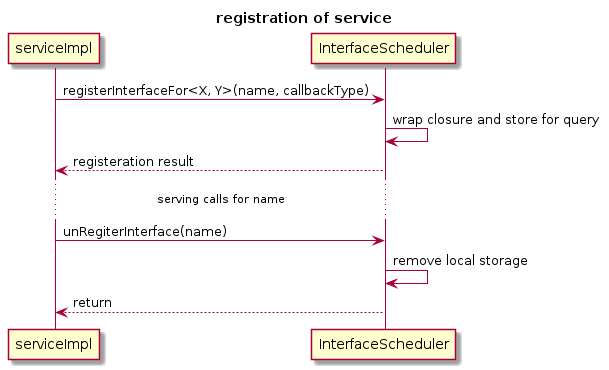 registration of service
serviceImpl
InterfaceScheduler
registerInterfaceFor<X, Y>(name, callbackType)
wrap closure and store for query
registeration result
serving calls for name
unRegiterInterface(name)
remove local storage
return
serviceImpl
InterfaceScheduler